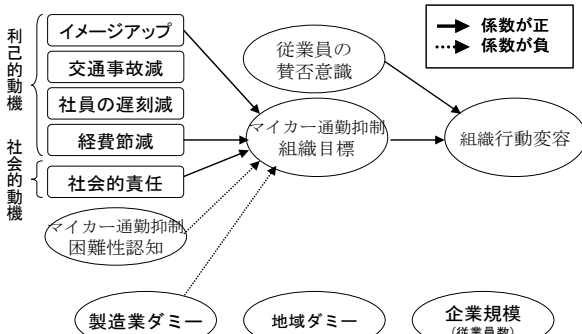 利己的動機
イメージアップ
交通事故減
社員の遅刻減
経費節減
社会的動機
社会的責任
マイカー通勤抑制
困難性認知
従業員の
賛否意識
マイカー通勤抑制
組織目標
組織行動変容
係数が正
係数が負
製造業ダミー
地域ダミー
企業規模
(従業員数)